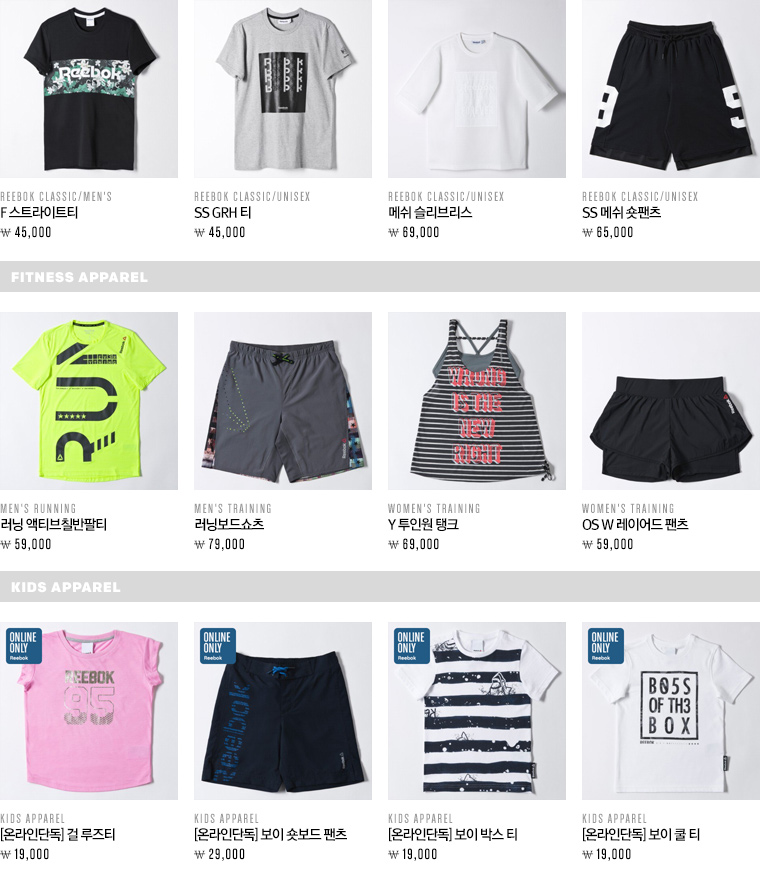 Reebok
REEBOK CLASSIC/MEN'S
F 스트라이트티
₩ 45,000
REEBOK CLASSIC/UNISEX
SS GRH 티
₩ 45,000
REEBOK CLASSIC/UNISEX
메쉬 슬리브리스
₩ 69,000
REEBOK CLASSIC/UNISEX
SS 메쉬 숏팬츠
₩ 65,000
FITNESS APPAREL
RUN
MEN'S RUNNING
러닝 액티브칠반팔티
₩ 59,000
MEN'S TRAINING
러닝보드쇼츠
₩ 79,000
WOMEN'S TRAINING
Y 투인원 탱크
₩ 69,000
WOMEN'S TRAINING
OS W 레이어드 팬츠
₩ 59,000
KIDS APPAREL
ONLINE
ONLY
Reebok
REEBOK
85
KIDS APPAREL
[온라인단독] 걸 루즈티
₩ 19,000
ONLINE
ONLY
Reebok
Reebok
KIDS APPAREL
[온라인단독] 보이 숏보드 팬츠
₩ 29,000
ONLINE
ONLY
Reebok
KIDS APPAREL
[온라인단독] 보이 박스 티
₩ 19,000
ONLINE
ONLY
Reebok
B055
OF TH3
BOX
KIDS APPAREL
[온라인단독] 보이 쿨 티
₩ 19,000